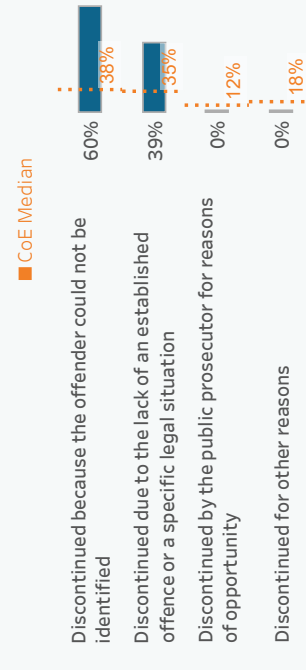 CoE Median
Discontinued because the offender could not be
identified
60%
38%
Discontinued due to the lack of an established
offence or a specific legal situation
39%
35%
Discontinued by the public prosecutor for reasons
of opportunity
0%
12%
Discontinued for other reasons
0%
18%